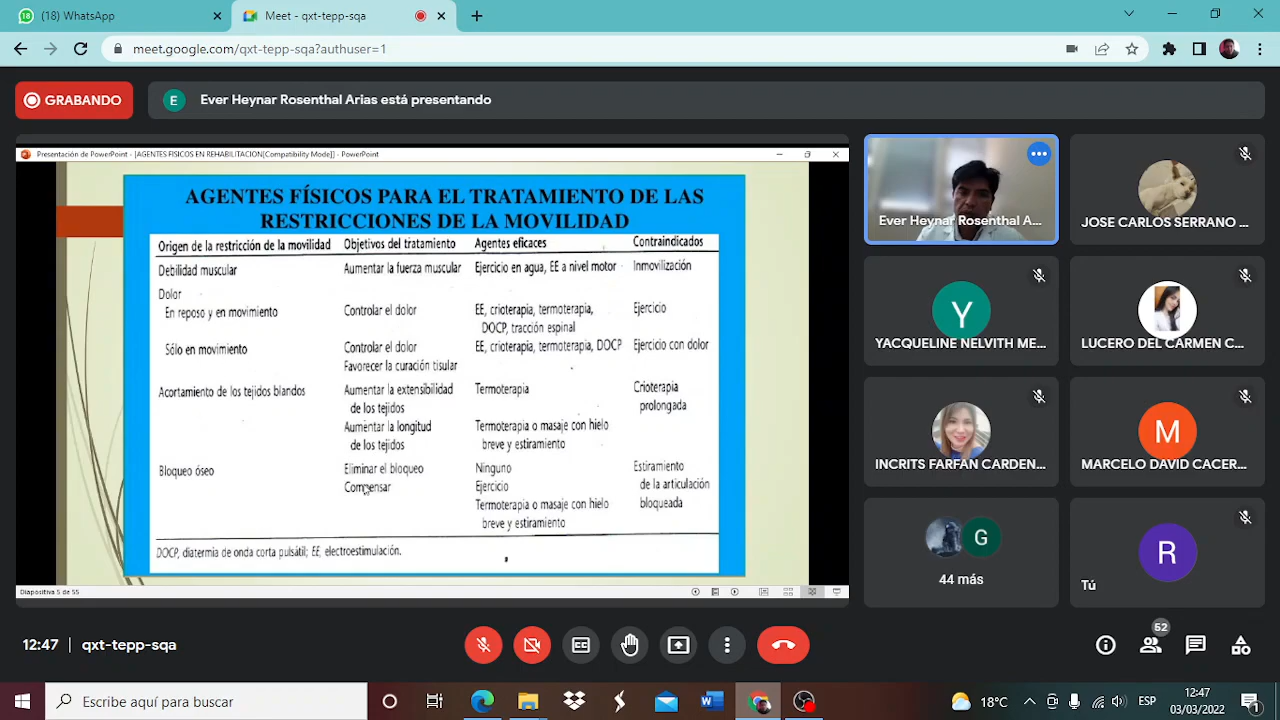 (18) WhatsApp
Meet - qxt-tepp-sqa
meet.google.com/qxt-tepp-sqa?authuser=1
GRABANDO
E
Ever Heynar Rosenthal Arias está presentando
Presentación de PowerPoint - [AGENTES FISICOS EN REHABILITACION[Compatibility Mode]] - PowerPoint
AGENTES FÍSICOS PARA EL TRATAMIENTO DE LAS
RESTRICCIONES DE LA MOVILIDAD
Origen de la restricción de la movilidad Objetivos del tratamiento Agentes eficaces Contraindicados
Debilidad muscular Aumentar la fuerza muscular Ejercicio en agua, EE a nivel motor Inmovilización
Dolor
En reposo y en movimiento Controlar el dolor EE, crioterapia, termoterapia, Ejercicio
DOCP, tracción espinal
Sólo en movimiento Controlar el dolor EE, crioterapia, termoterapia, DOCP Ejercicio con dolor
Favorecer la curación tisular
Acortamiento de los tejidos blandos Aumentar la extensibilidad Termoterapia Crioterapia
de los tejidos prolongada
Aumentar la longitud Termoterapia o masaje con hielo
de los tejidos breve y estiramiento
Bloqueo óseo Eliminar el bloqueo Ninguno Estiramiento
Compensar Ejercicio de la articulación
Termoterapia o masaje con hielo bloqueada
breve y estiramiento
DOCP, diatermia de onda corta pulsátil; EE, electroestimulación.
Diapositiva 5 de 55
Ever Heynar Rosenthal A...
JOSE CARLOS SERRANO ...
Y
YACQUELINE NELVITH ME...
LUCERO DEL CARMEN C...
INCRITS FARFAN CARDEN...
M
MARCELO DAVID CACER...
G
44 más
R
Tú
12:47 qxt-tepp-sqa
52
Escribe aquí para buscar
18°C
ESP
12:47
03/03/2022
1